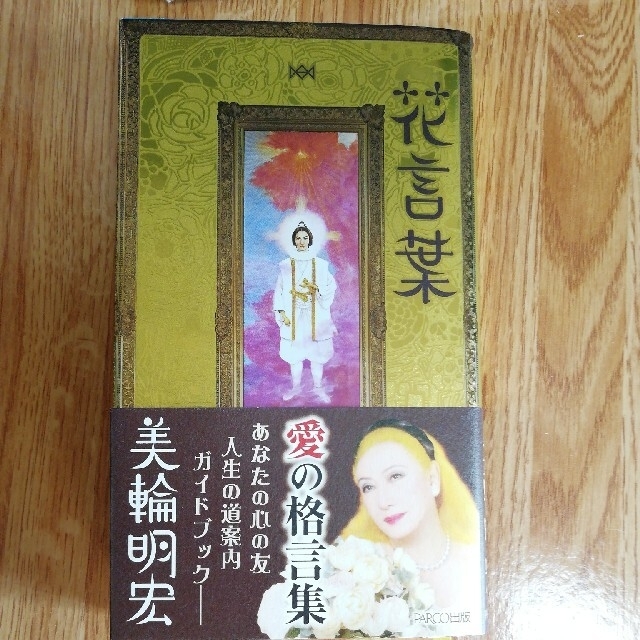 花言葉
愛の格言集
あなたの心の友
人生の道案内
ガイドブック―
美輪明宏
PARCO出版